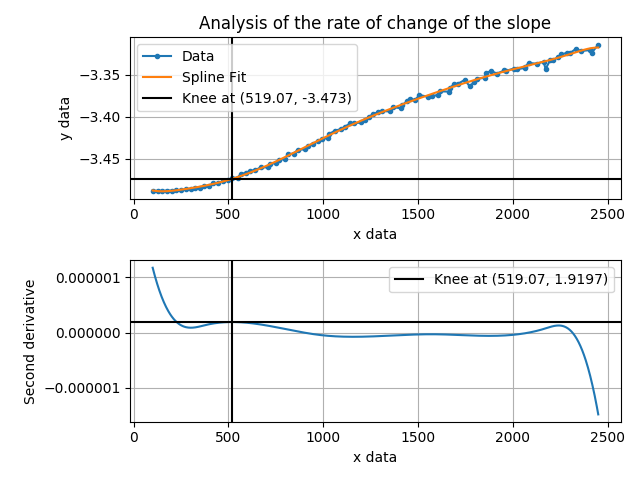 Analysis of the rate of change of the slope
Data
Spline Fit
Knee at (519.07, -3.473)
y data
−3.35
−3.40
−3.45
0 500 1000 1500 2000 2500
x data
Knee at (519.07, 1.9197)
Second derivative
0.000001
0.000000
−0.000001
0 500 1000 1500 2000 2500
x data